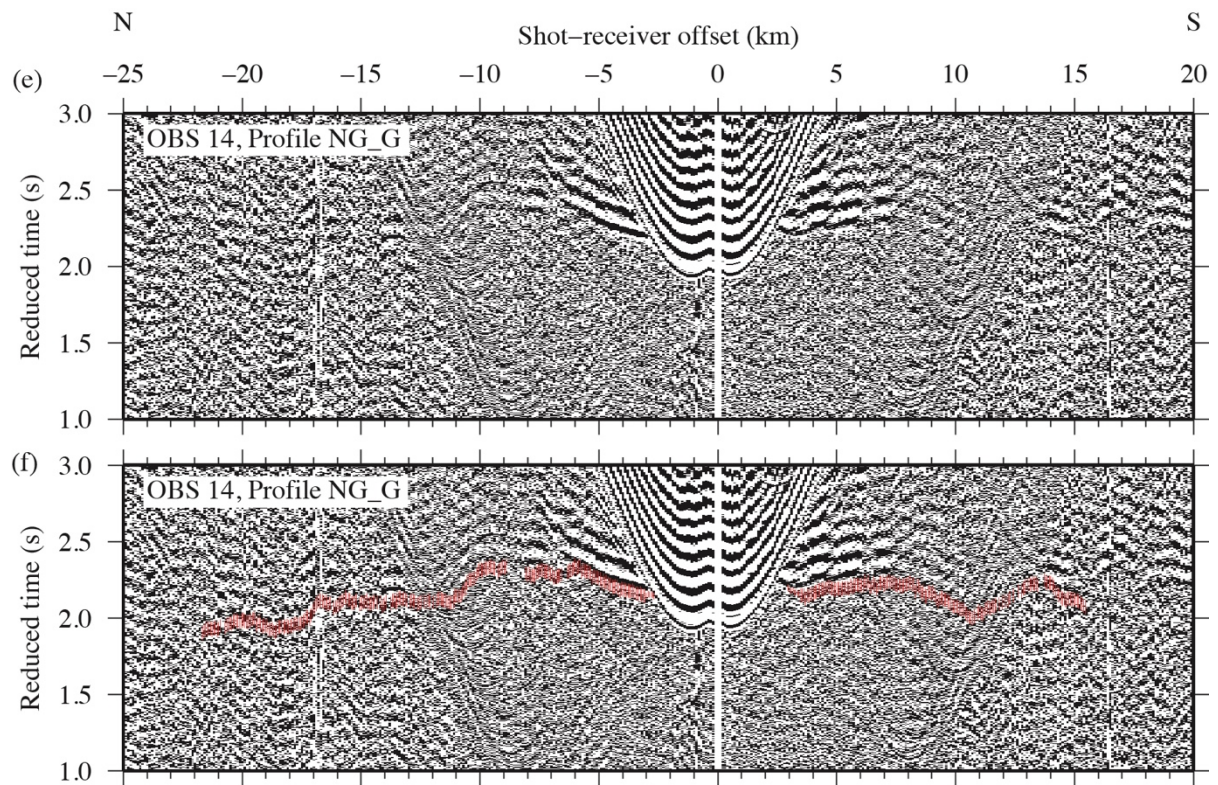 N S
Shot–receiver offset (km)
(e) −25 −20 −15 −10 −5 0 5 10 15 20
3.0
OBS 14, Profile NG_G
2.5
Reduced time (s)
2.0
1.5
1.0
(f) 3.0
OBS 14, Profile NG_G
2.5
Reduced time (s)
2.0
1.5
1.0